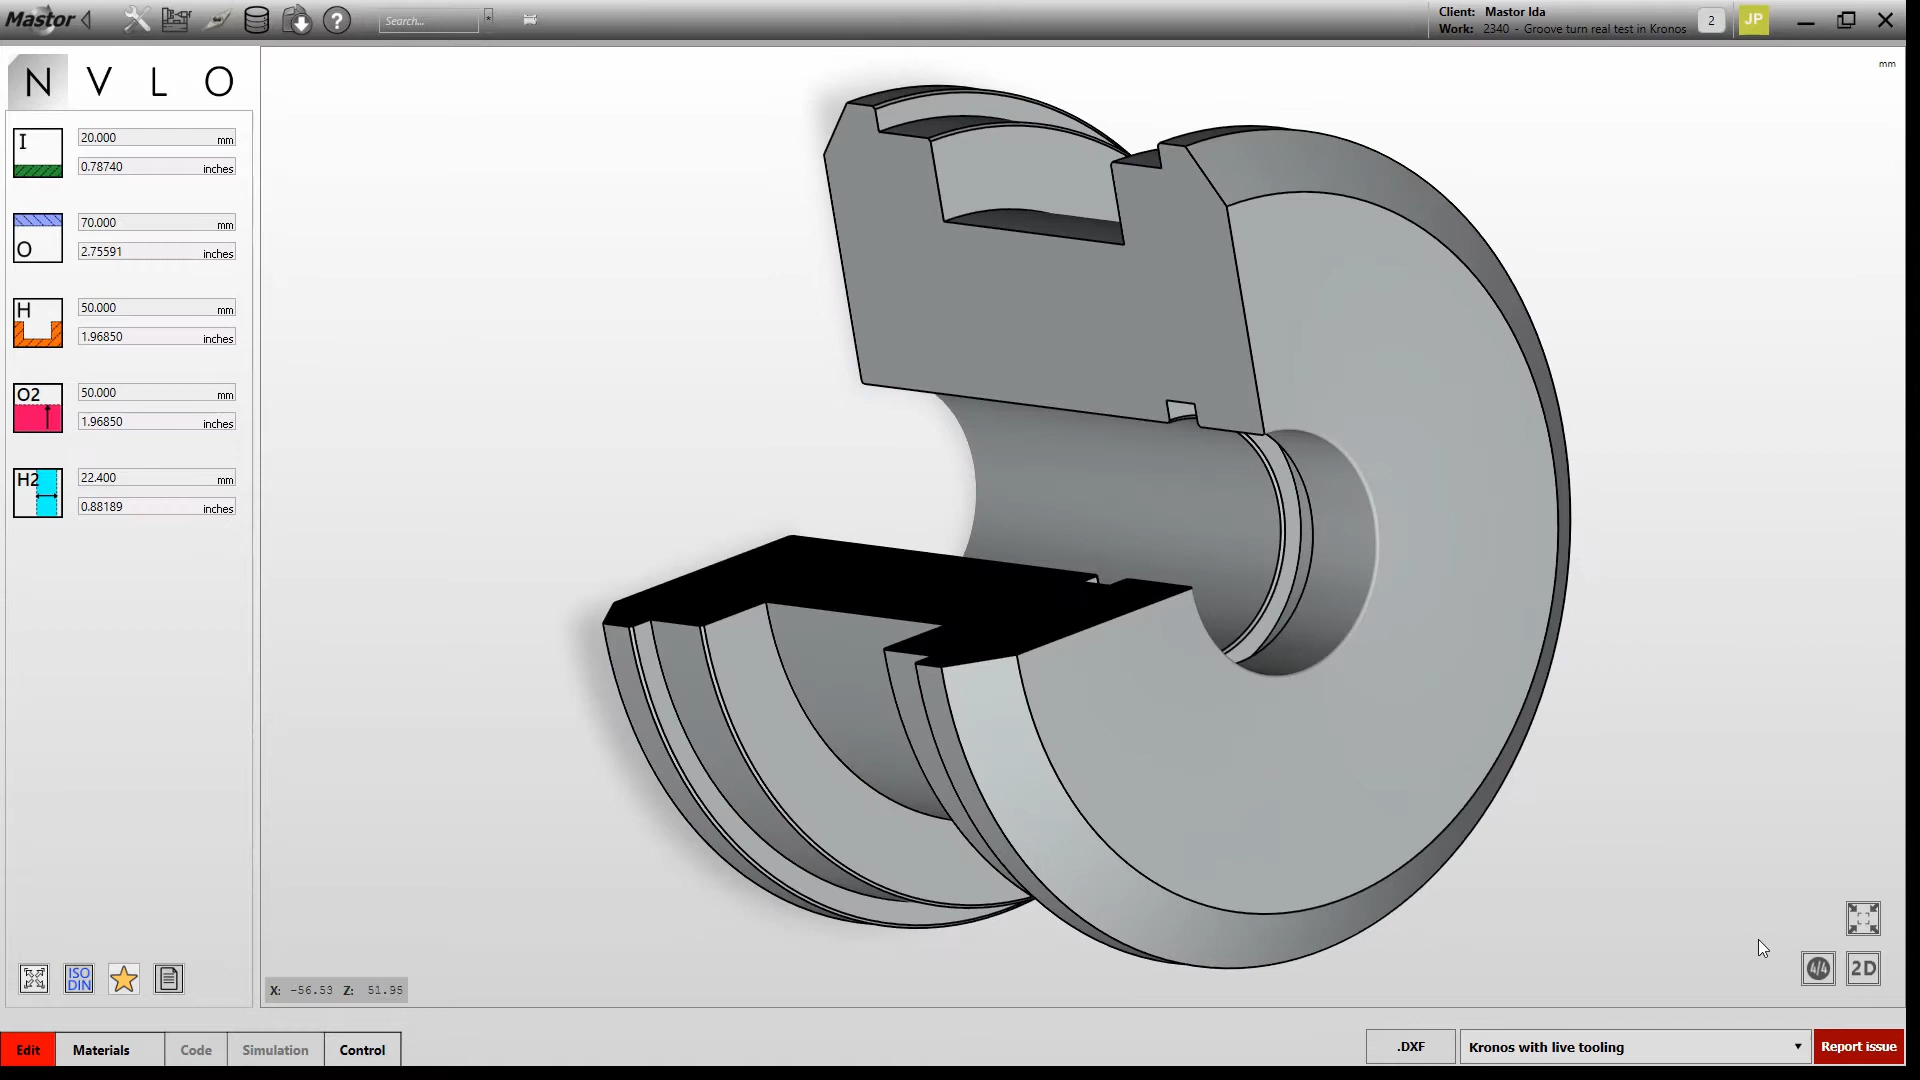 Mastor
Search...
Client: Mastor Ida
Work: 2340 - Groove turn real test in Kronos
2
JP
mm
N V L O
I
20.000 mm
0.78740 inches
O
70.000 mm
2.75591 inches
H
50.000 mm
1.96850 inches
O2
50.000 mm
1.96850 inches
H2
22.400 mm
0.88189 inches
ISO
DIN
X: -56.53 Z: 51.95
4/4
2D
Edit
Materials
Code
Simulation
Control
.DXF
Kronos with live tooling
Report issue